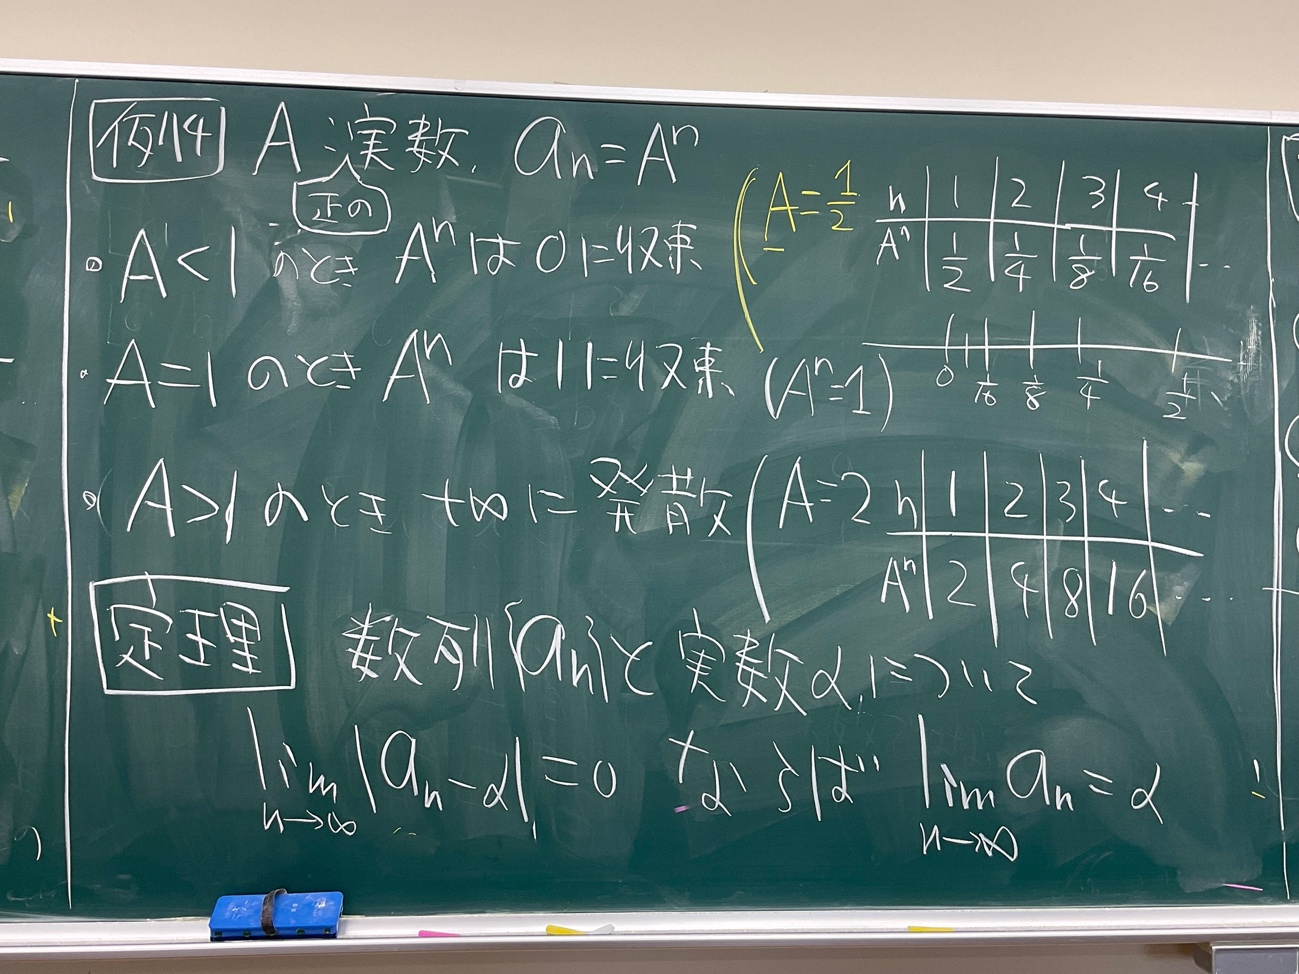 例4 A:実数, an=Aⁿ
正の
・A<1 のとき Aⁿは0に収束
(A=1/2
n | 1 | 2 | 3 | 4 ・
Aⁿ | 1/2 | 1/4 | 1/8 | 1/16 | …
0 1/16 1/8 1/4 1/2
・A=1 のとき Aⁿ は1に収束 (Aⁿ=1)
・A>1 のとき +∞に発散
(A=2
n | 1 | 2 | 3 | 4 | …
Aⁿ | 2 | 4 | 8 | 16 | …
定理 数列{an}と実数αについて
lim n→∞ |an-α|=0 ならば lim n→∞ an=α